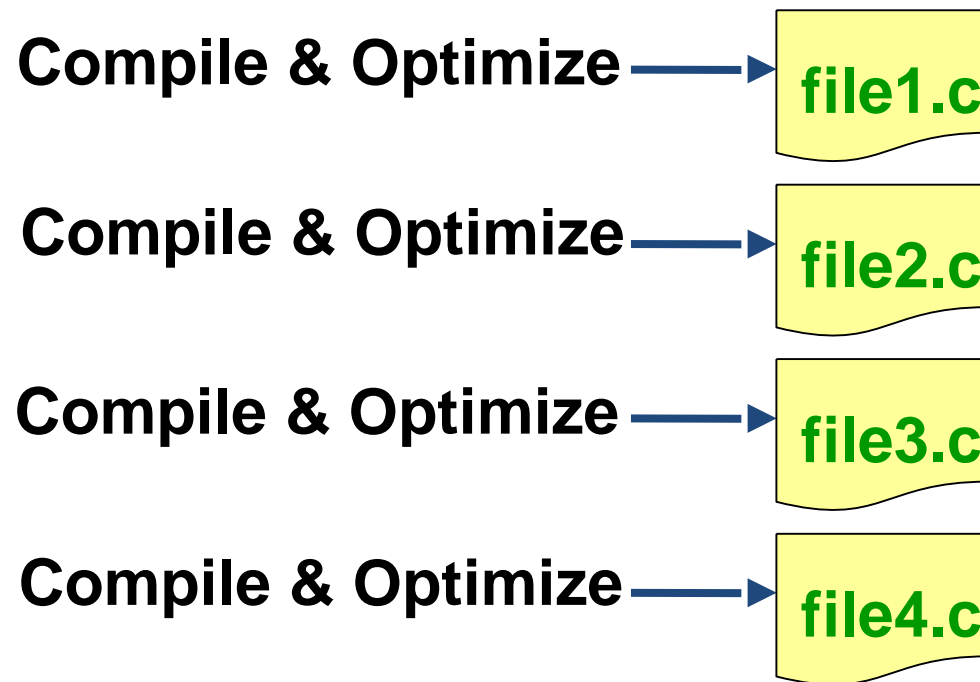 Compile & Optimize
file1.c
Compile & Optimize
file2.c
Compile & Optimize
file3.c
Compile & Optimize
file4.c